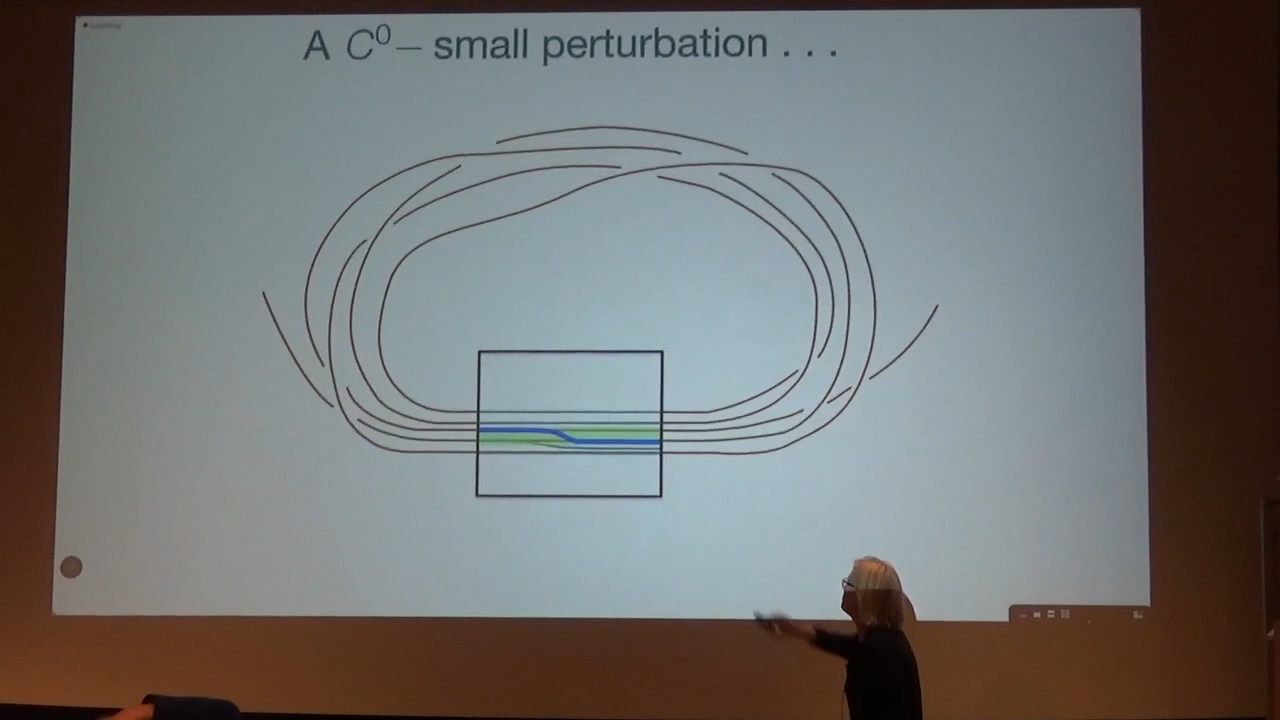 A C⁰– small perturbation . . .